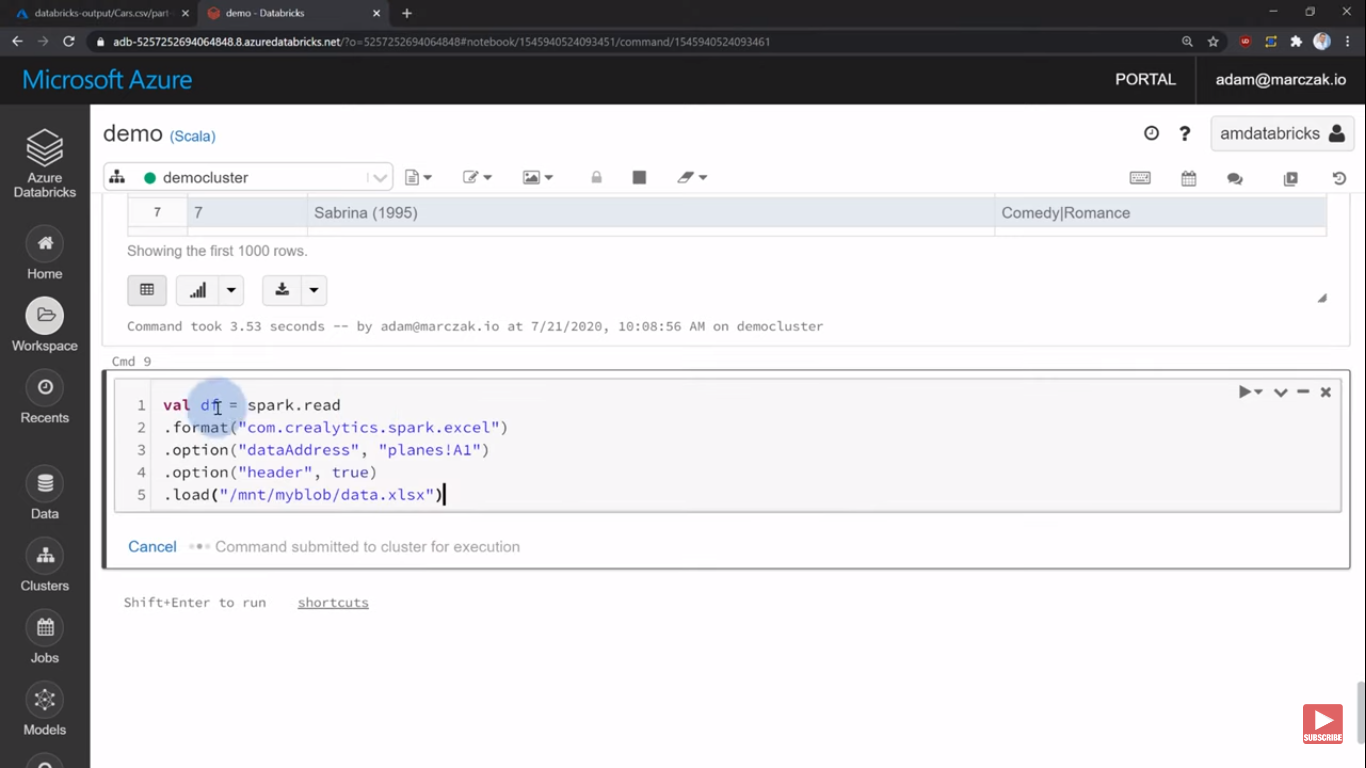 databricks-output/Cars.csv/part
demo - Databricks
adb-5257252694064848.8.azuredatabricks.net/?o=5257252694064848#notebook/1545940524093451/command/1545940524093461
Microsoft Azure
PORTAL
adam@marczak.io
Azure Databricks
Home
Workspace
Recents
Data
Clusters
Jobs
Models
demo (Scala)
? amdatabricks
democluster
7 7 Sabrina (1995) Comedy|Romance
Showing the first 1000 rows.
Command took 3.53 seconds -- by adam@marczak.io at 7/21/2020, 10:08:56 AM on democluster
Cmd 9
1 val df = spark.read
2 .format("com.crealytics.spark.excel")
3 .option("dataAddress", "planes!A1")
4 .option("header", true)
5 .load("/mnt/myblob/data.xlsx")
Cancel Command submitted to cluster for execution
Shift+Enter to run shortcuts
SUBSCRIBE